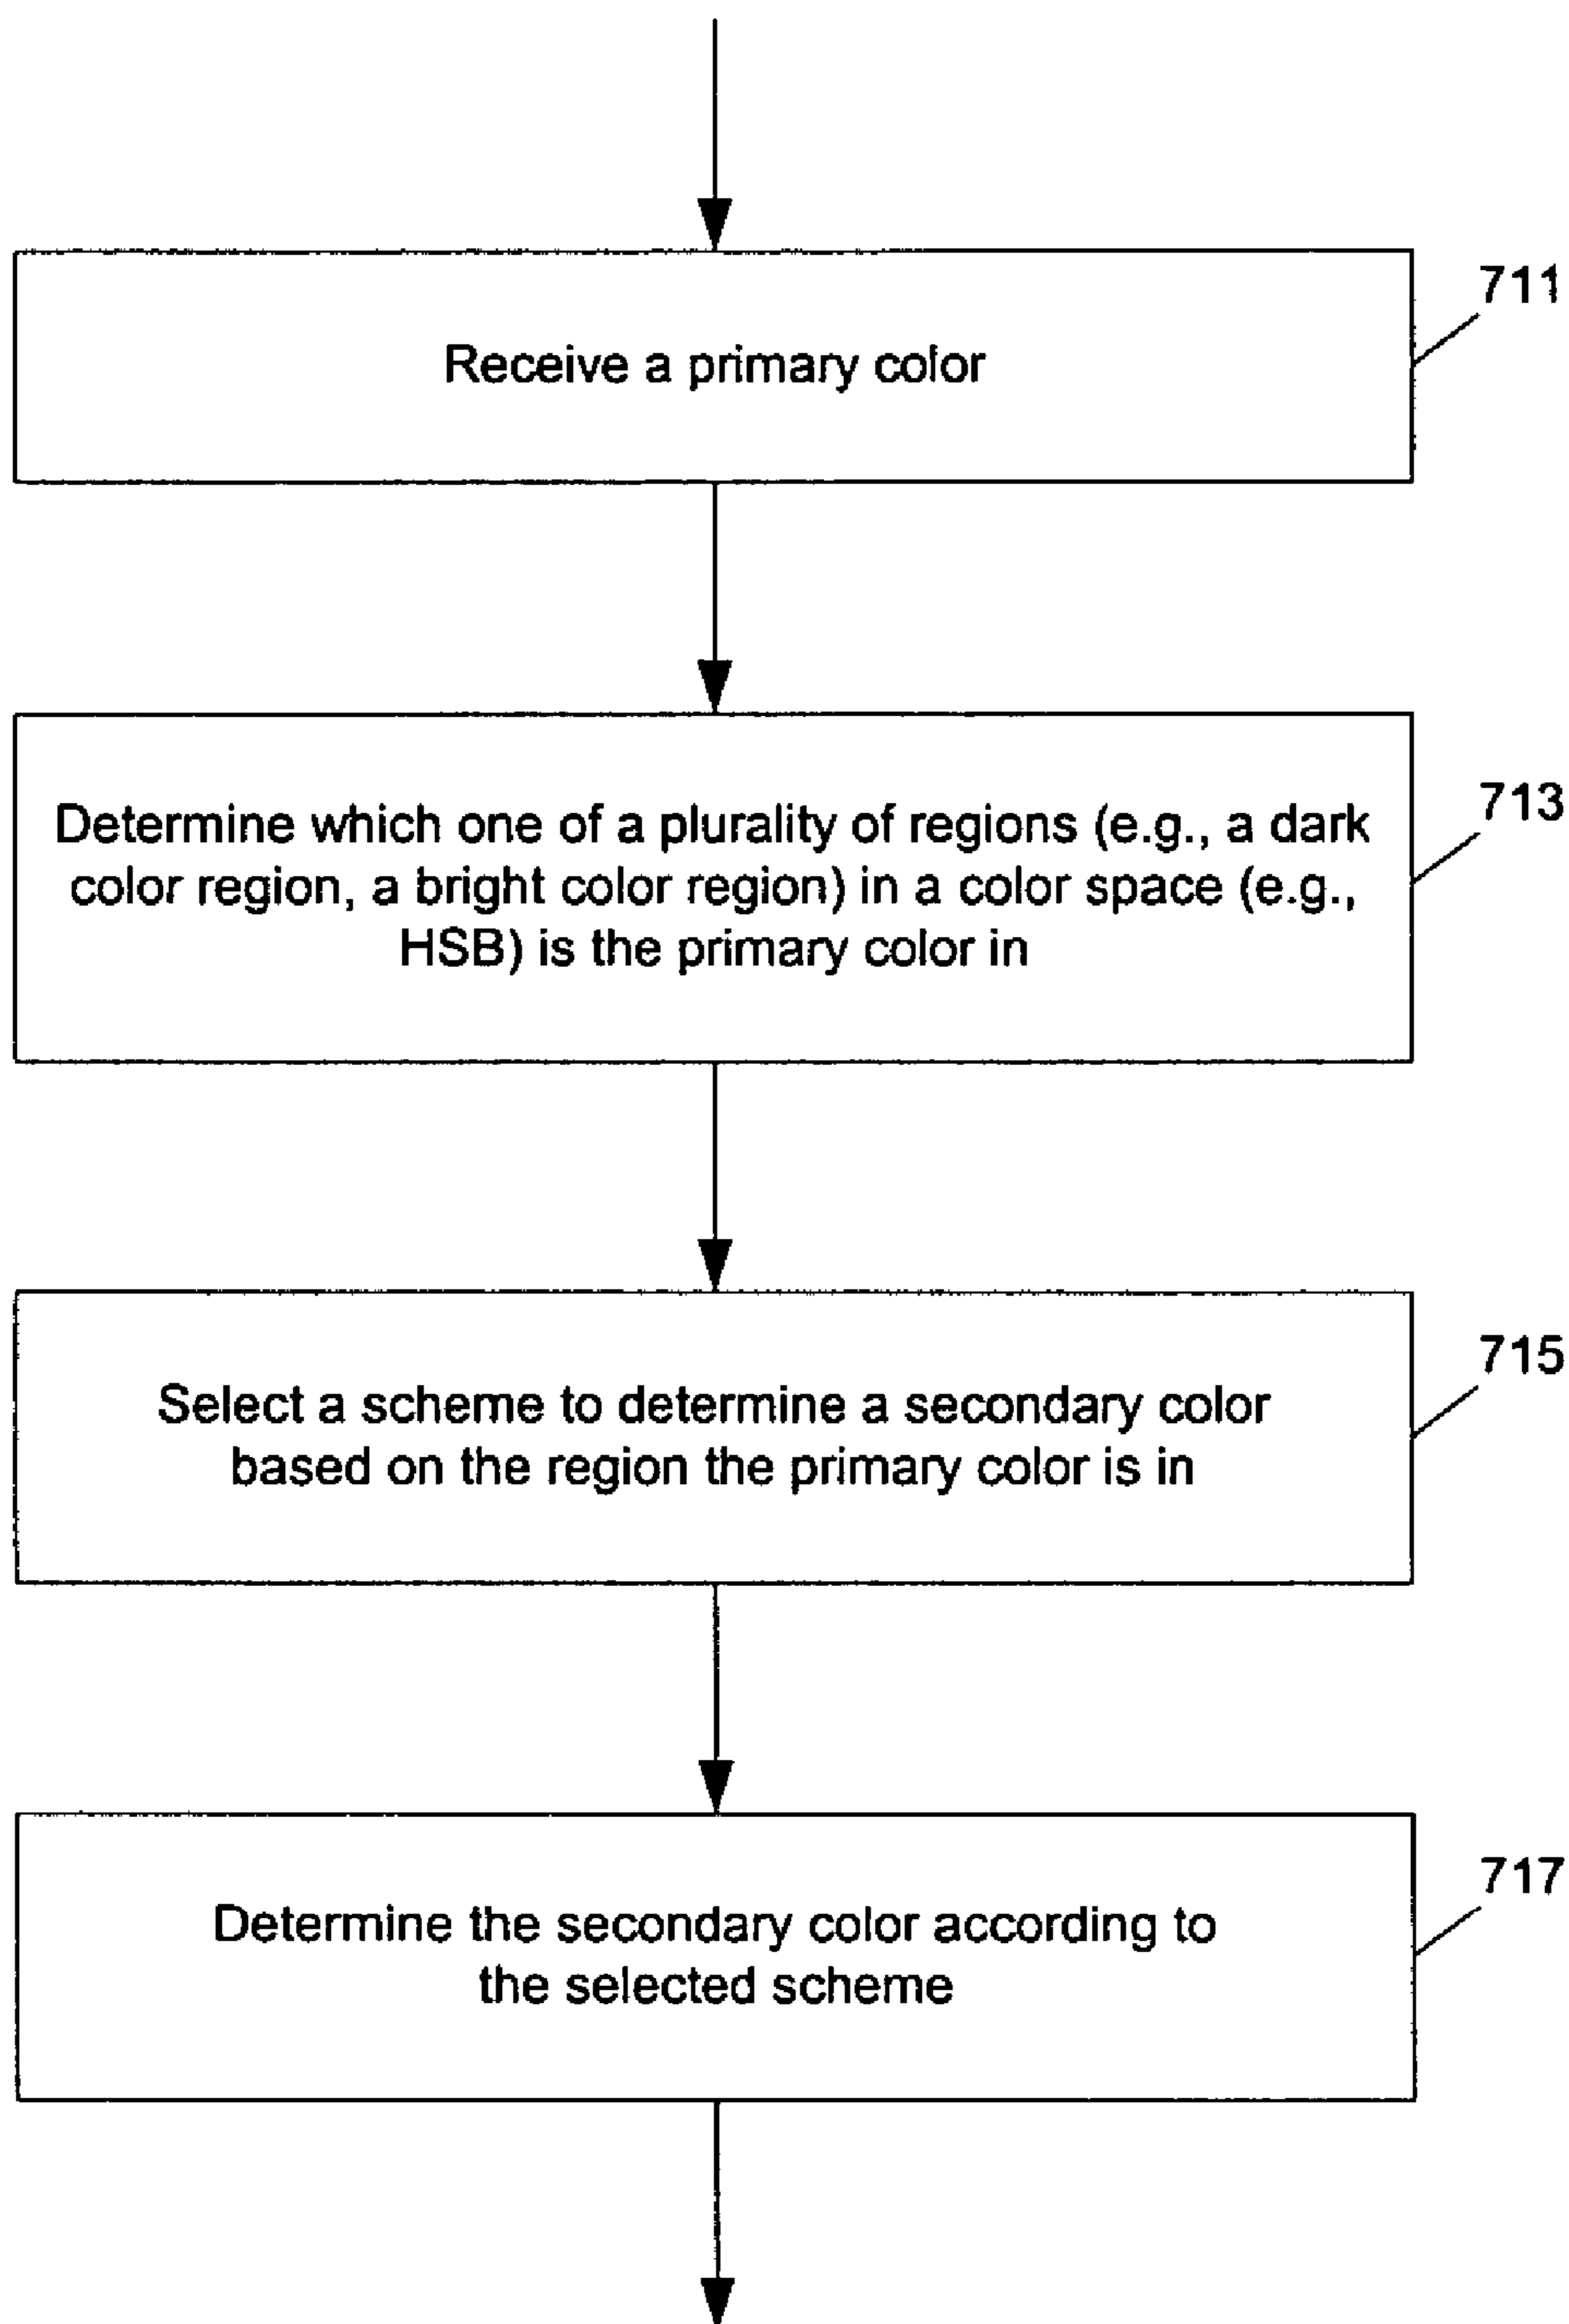 711
Receive a primary color
713
Determine which one of a plurality of regions (e.g., a dark
color region, a bright color region) in a color space (e.g.,
HSB) is the primary color in
715
Select a scheme to determine a secondary color
based on the region the primary color is in
717
Determine the secondary color according to
the selected scheme